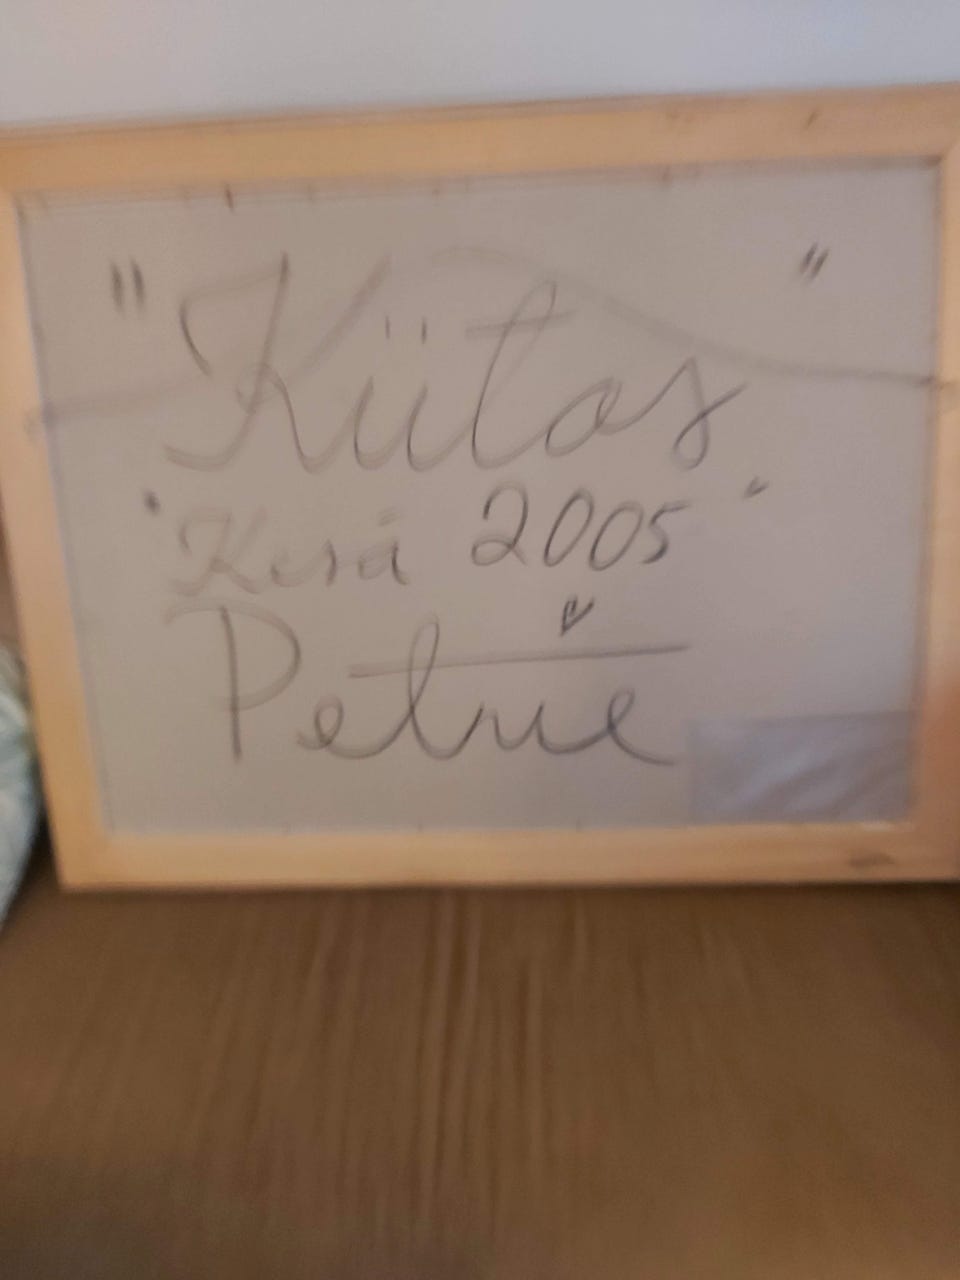 "Kiitos"
"Kesä 2005"
Petrie